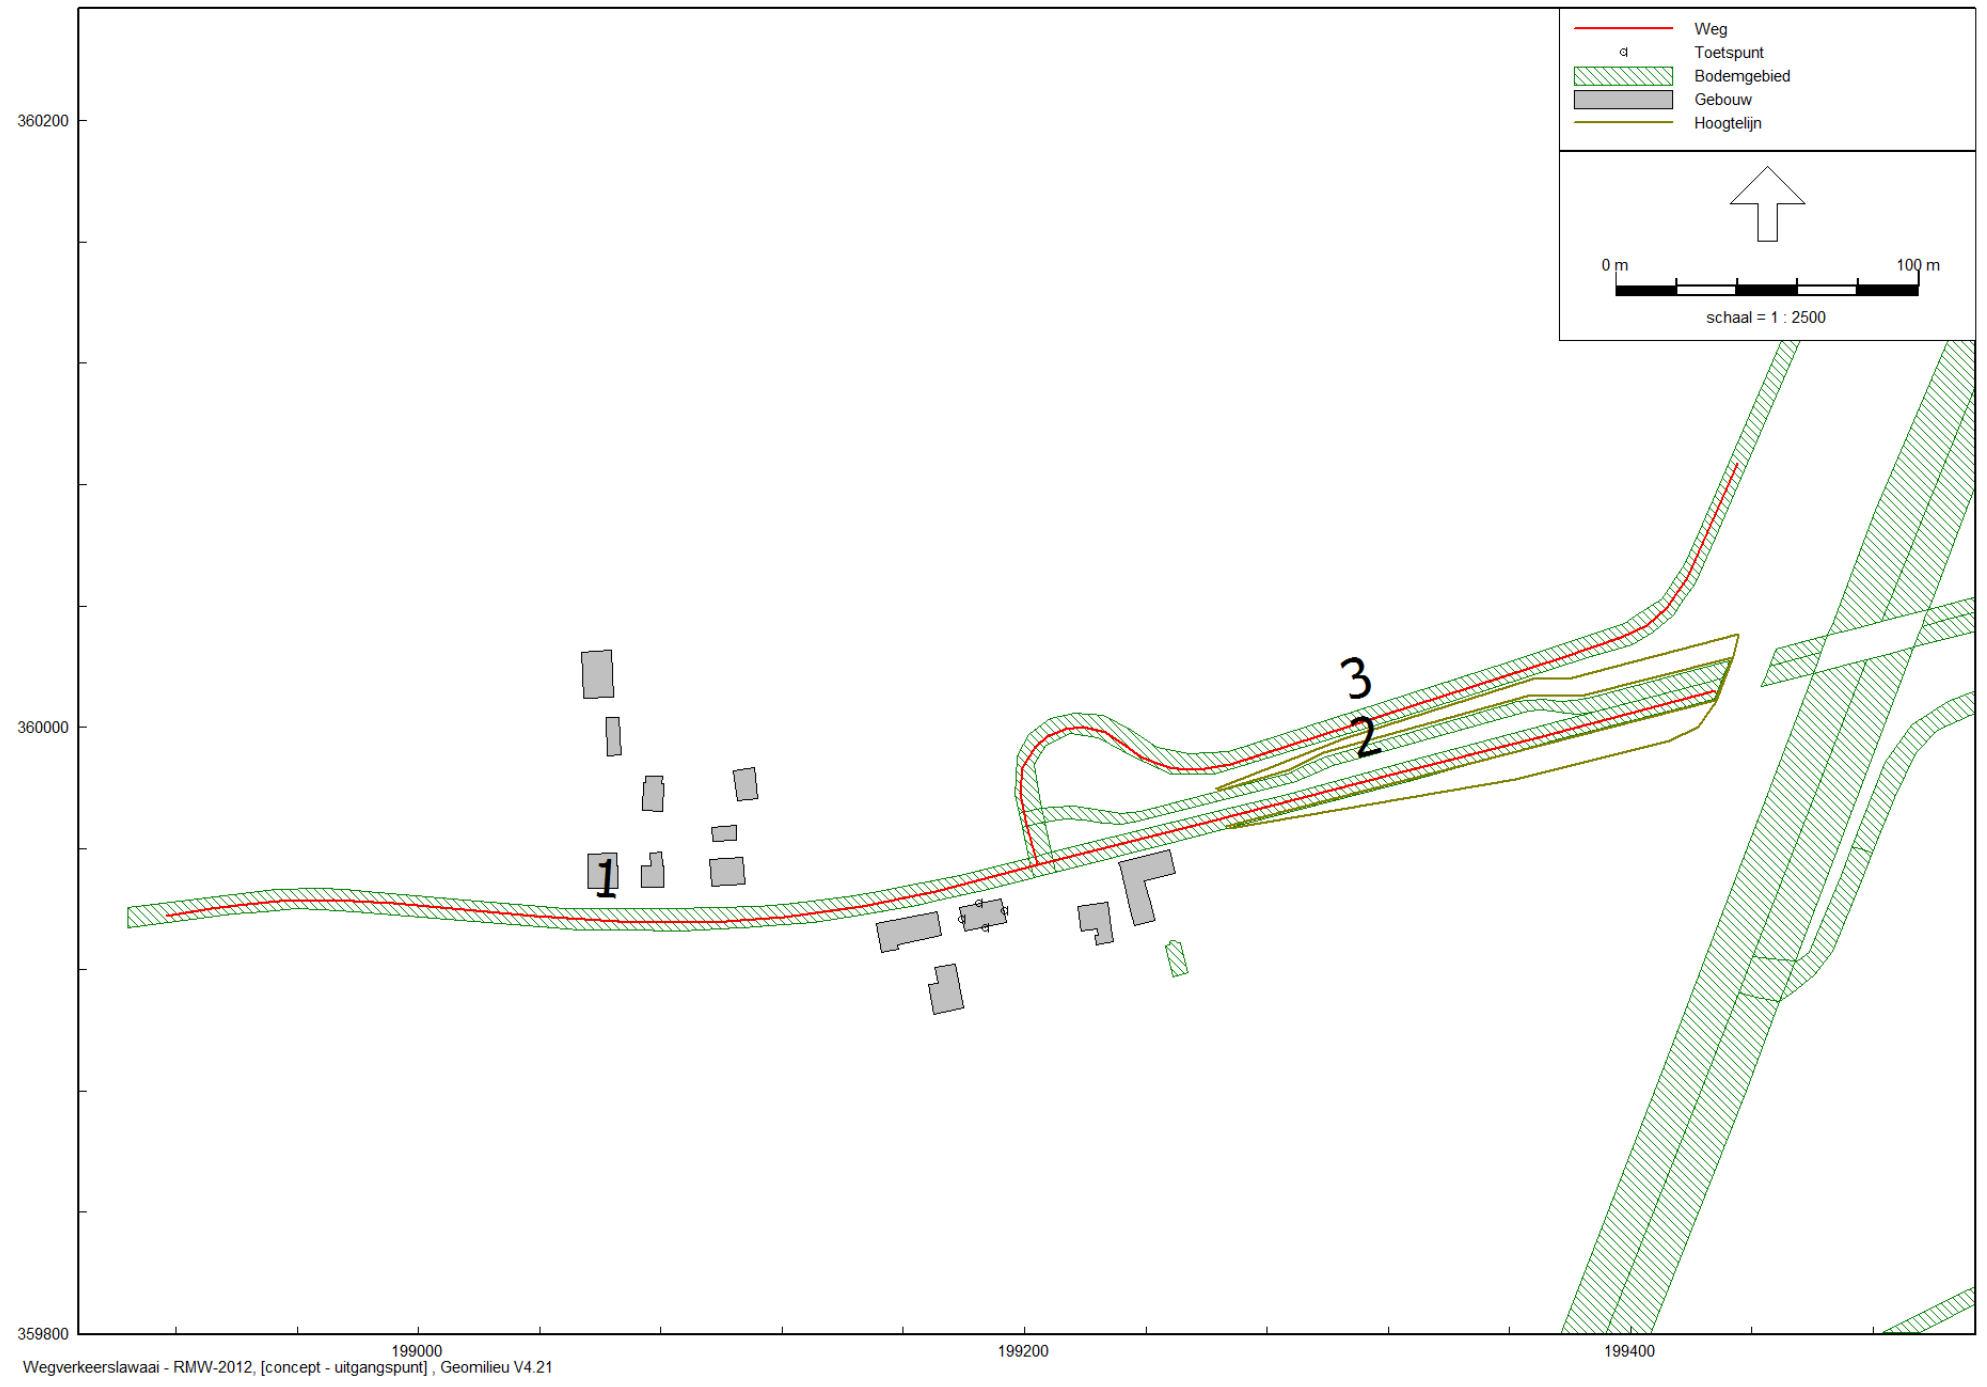 Weg
Toetspunt
Bodemgebied
Gebouw
Hoogtelijn
0 m 100 m
schaal = 1 : 2500
360200
360000
359800
3
2
1
199000 199200 199400
Wegverkeerslawaai - RMW-2012, [concept - uitgangspunt] , Geomilieu V4.21